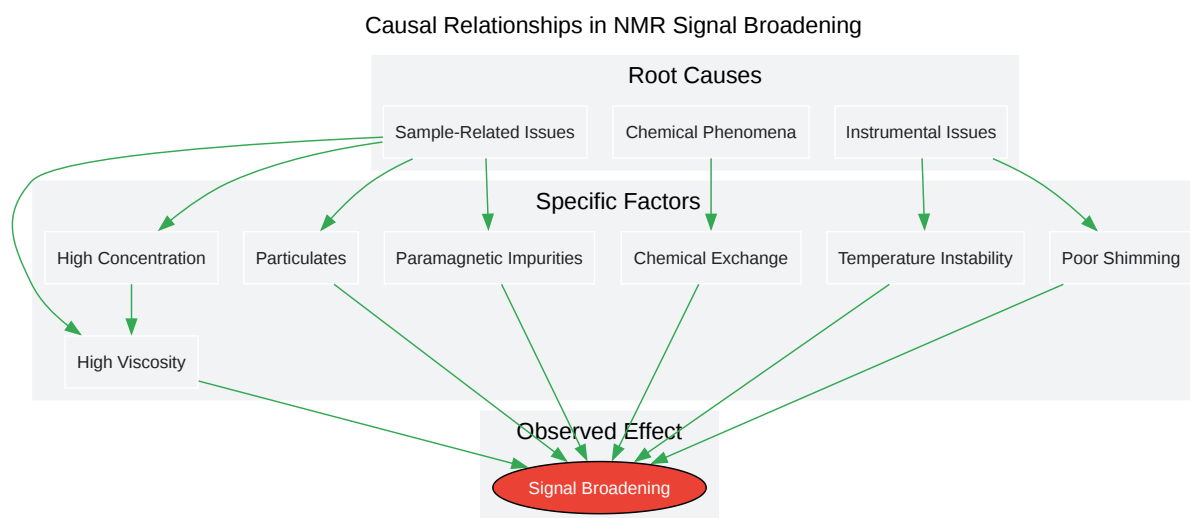 Causal Relationships in NMR Signal Broadening
Root Causes
Sample-Related Issues
Chemical Phenomena
Instrumental Issues
Specific Factors
High Concentration
Particulates
Paramagnetic Impurities
Chemical Exchange
Temperature Instability
Poor Shimming
High Viscosity
Observed Effect
Signal Broadening